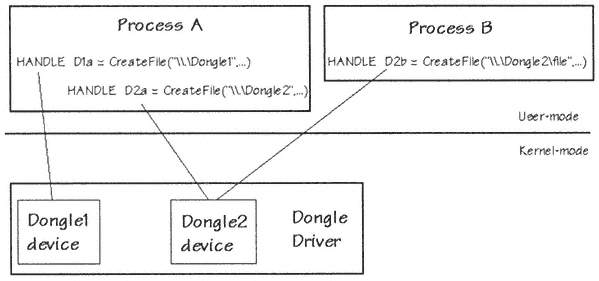 Process A
HANDLE D1a = CreateFile("\\.\Dongle1",...)
HANDLE D2a = CreateFile("\\.\Dongle2",...)
Process B
HANDLE D2b = CreateFile("\\.\Dongle2\file",...)
User-mode
Kernel-mode
Dongle1
device
Dongle2
device
Dongle
Driver